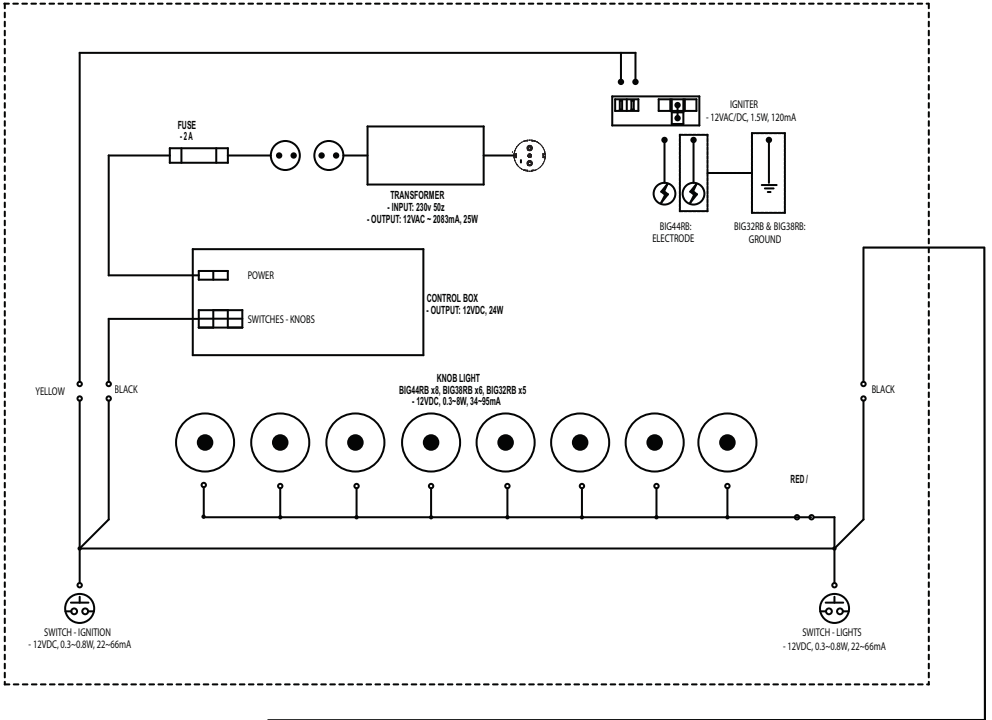 IGNITER
- 12VAC/DC, 1.5W, 120mA
FUSE
- 2 A
TRANSFORMER
- INPUT: 230v 50z
- OUTPUT: 12VAC ~ 2083mA, 25W
BIG44RB:
ELECTRODE
BIG32RB & BIG38RB:
GROUND
POWER
SWITCHES - KNOBS
CONTROL BOX
- OUTPUT: 12VDC, 24W
YELLOW
BLACK
KNOB LIGHT
BIG44RB x8, BIG38RB x6, BIG32RB x5
- 12VDC, 0.3~8W, 34~95mA
BLACK
RED /
SWITCH - IGNITION
- 12VDC, 0.3~0.8W, 22~66mA
SWITCH - LIGHTS
- 12VDC, 0.3~0.8W, 22~66mA